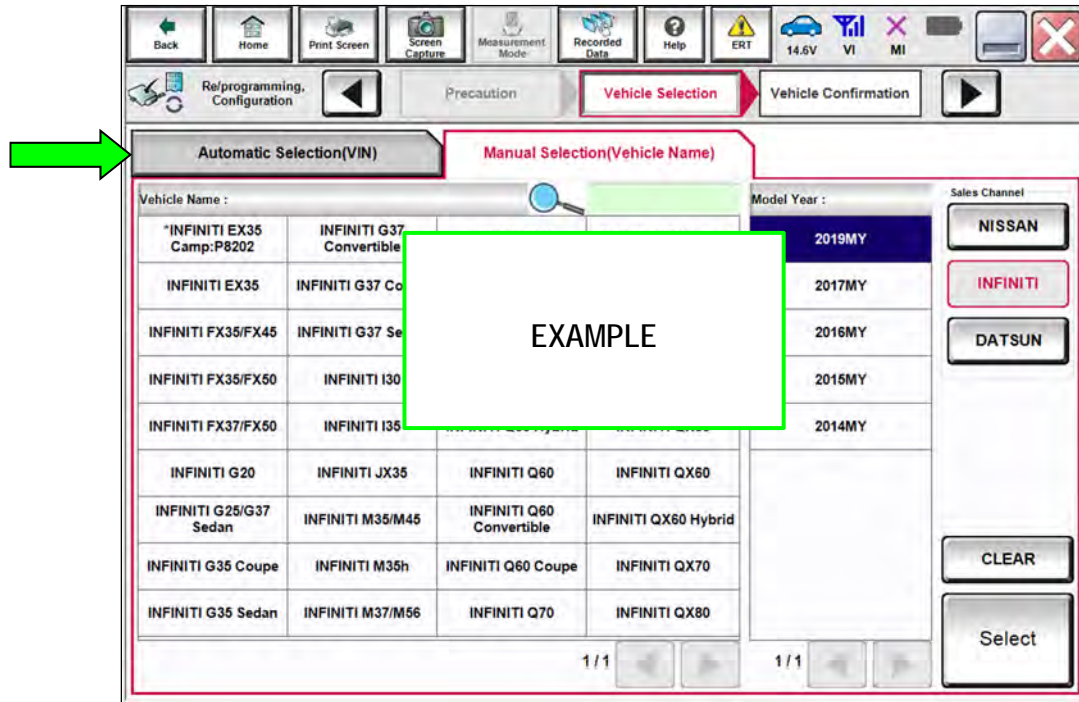 Back
Home
Print Screen
Screen
Capture
Measurement
Mode
Recorded
Data
Help
ERT
14.6V
VI
MI
Re/programming,
Configuration
Precaution
Vehicle Selection
Vehicle Confirmation
Automatic Selection(VIN)
Manual Selection(Vehicle Name)
Vehicle Name :
Model Year :
Sales Channel
*INFINITI EX35
Camp:P8202
INFINITI G37
Convertible
2019MY
NISSAN
INFINITI EX35
INFINITI G37 Co
2017MY
INFINITI
INFINITI FX35/FX45
INFINITI G37 Se
EXAMPLE
2016MY
DATSUN
INFINITI FX35/FX50
INFINITI I30
2015MY
INFINITI FX37/FX50
INFINITI I35
2014MY
INFINITI G20
INFINITI JX35
INFINITI Q60
INFINITI QX60
INFINITI G25/G37
Sedan
INFINITI M35/M45
INFINITI Q60
Convertible
INFINITI QX60 Hybrid
INFINITI G35 Coupe
INFINITI M35h
INFINITI Q60 Coupe
INFINITI QX70
CLEAR
INFINITI G35 Sedan
INFINITI M37/M56
INFINITI Q70
INFINITI QX80
Select
1/1
1/1